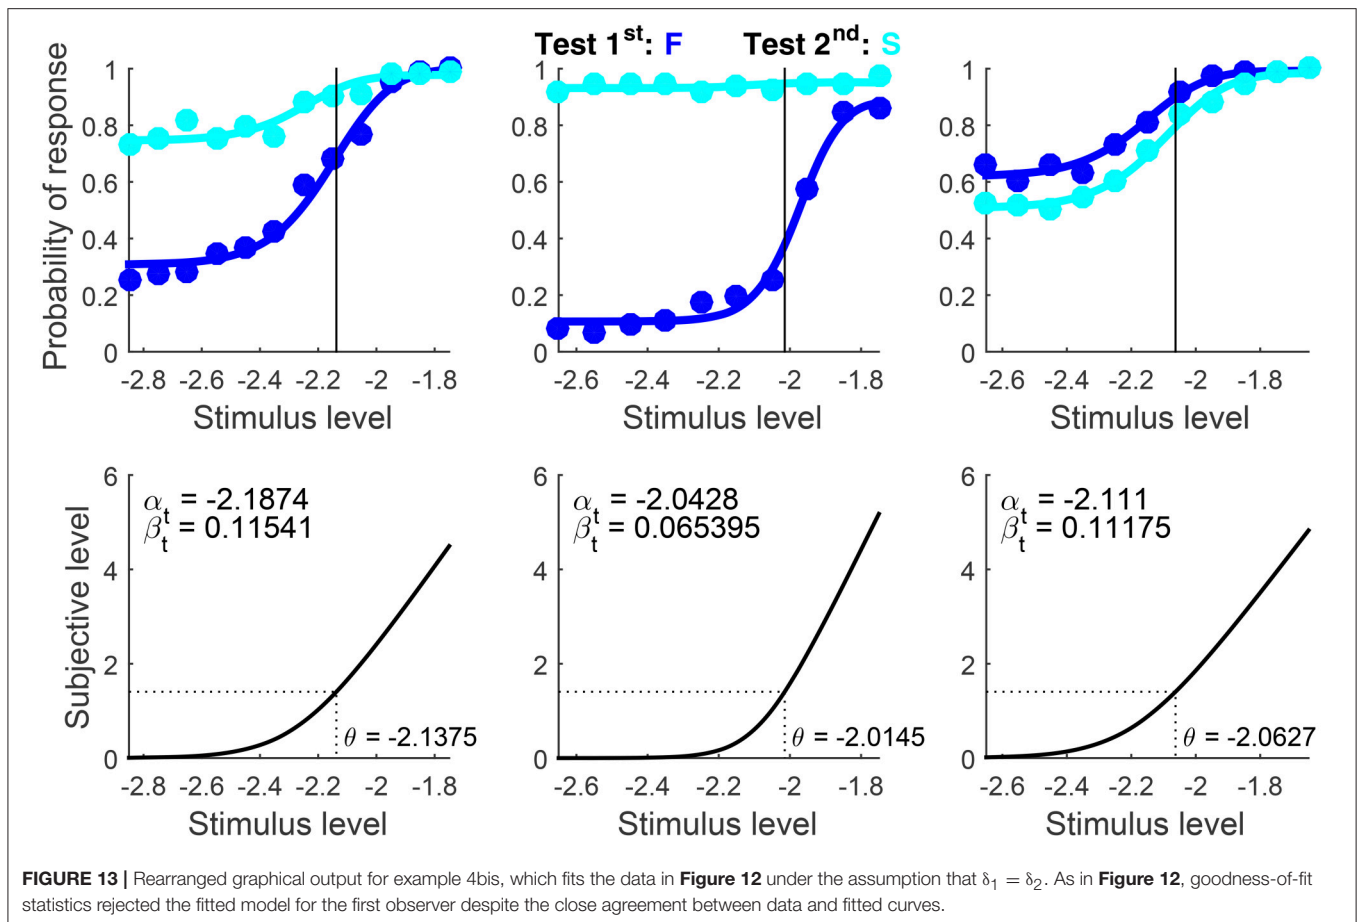 Test 1st: F Test 2nd: S
Probability of response
1
0.8
0.6
0.4
0.2
0
-2.8 -2.6 -2.4 -2.2 -2 -1.8
Stimulus level
1
0.8
0.6
0.4
0.2
0
-2.6 -2.4 -2.2 -2 -1.8
Stimulus level
1
0.8
0.6
0.4
0.2
0
-2.6 -2.4 -2.2 -2 -1.8
Stimulus level
Subjective level
6
4
2
0
αt = -2.1874
βt = 0.11541
θ = -2.1375
-2.8 -2.6 -2.4 -2.2 -2 -1.8
Stimulus level
6
4
2
0
αt = -2.0428
βt = 0.065395
θ = -2.0145
-2.6 -2.4 -2.2 -2 -1.8
Stimulus level
6
4
2
0
αt = -2.111
βt = 0.11175
θ = -2.0627
-2.6 -2.4 -2.2 -2 -1.8
Stimulus level
FIGURE 13 | Rearranged graphical output for example 4bis, which fits the data in Figure 12 under the assumption that δ1 = δ2. As in Figure 12, goodness-of-fit
statistics rejected the fitted model for the first observer despite the close agreement between data and fitted curves.